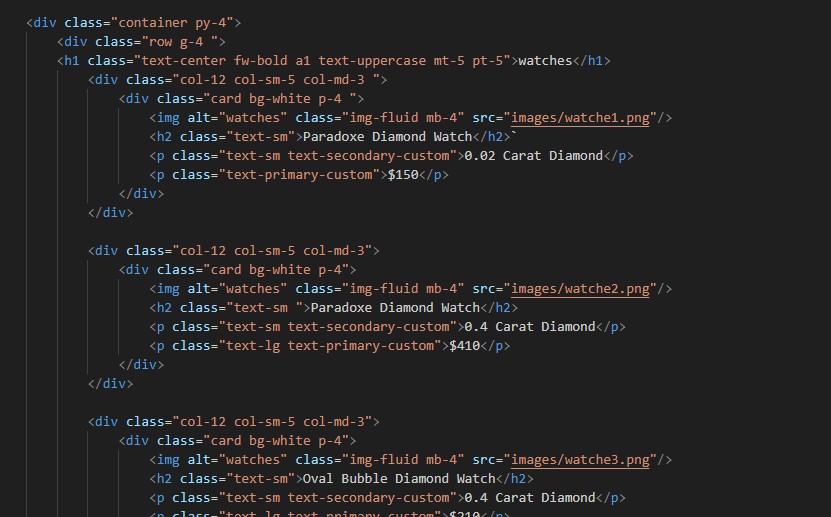 <div class="container py-4">
<div class="row g-4 ">
<h1 class="text-center fw-bold a1 text-uppercase mt-5 pt-5">watches</h1>
<div class="col-12 col-sm-5 col-md-3 ">
<div class="card bg-white p-4 ">
<img alt="watches" class="img-fluid mb-4" src="images/watche1.png"/>
<h2 class="text-sm">Paradoxe Diamond Watch</h2>`
<p class="text-sm text-secondary-custom">0.02 Carat Diamond</p>
<p class="text-primary-custom">$150</p>
</div>
</div>
<div class="col-12 col-sm-5 col-md-3">
<div class="card bg-white p-4">
<img alt="watches" class="img-fluid mb-4" src="images/watche2.png"/>
<h2 class="text-sm ">Paradoxe Diamond Watch</h2>
<p class="text-sm text-secondary-custom">0.4 Carat Diamond</p>
<p class="text-lg text-primary-custom">$410</p>
</div>
</div>
<div class="col-12 col-sm-5 col-md-3">
<div class="card bg-white p-4">
<img alt="watches" class="img-fluid mb-4" src="images/watche3.png"/>
<h2 class="text-sm">Oval Bubble Diamond Watch</h2>
<p class="text-sm text-secondary-custom">0.4 Carat Diamond</p>
<p class="text-lg text-primary-custom">$210</p>